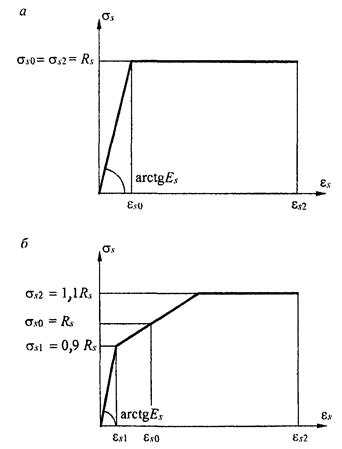 а
σs
σs0 = σs2 = Rs
arctgEs
εs0
εs2
εs
б
σs
σs2 = 1,1Rs
σs0 = Rs
σs1 = 0,9 Rs
arctgEs
εs
εs1
εs0
εs2